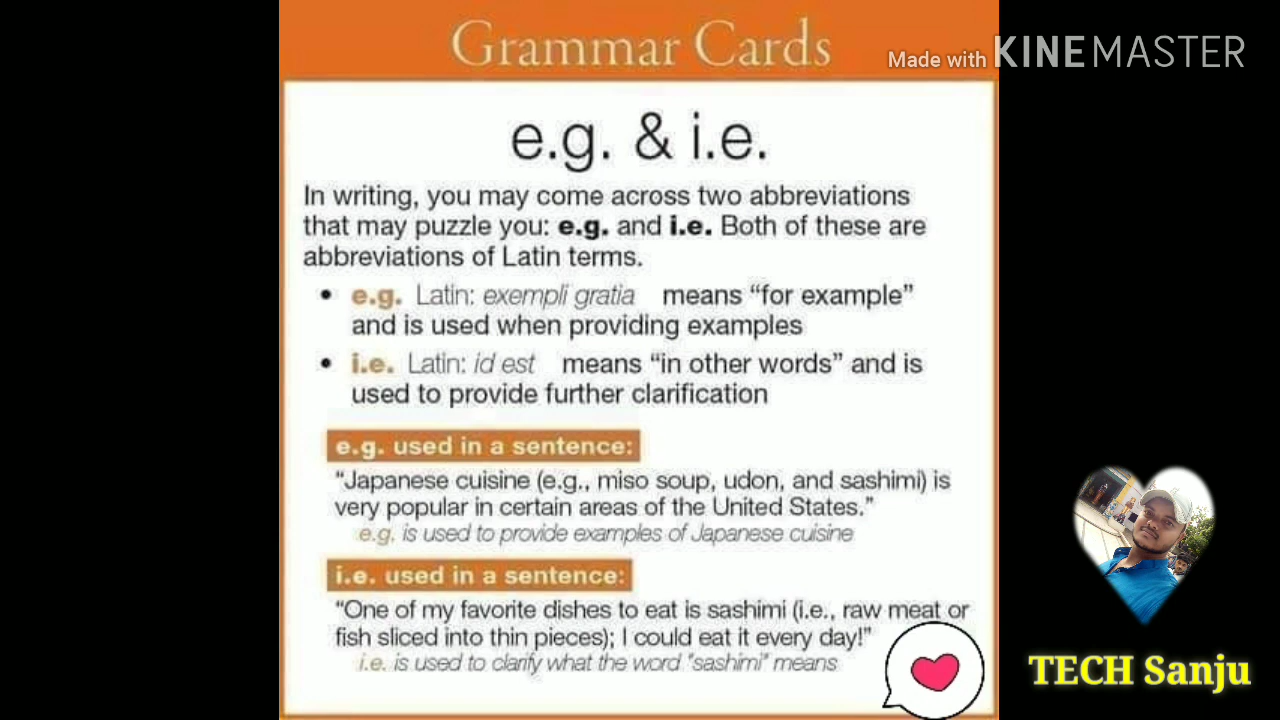 Grammar Cards
Made with KINEMASTER
e.g. & i.e.
In writing, you may come across two abbreviations
that may puzzle you: e.g. and i.e. Both of these are
abbreviations of Latin terms.
• e.g. Latin: exempli gratia means “for example”
and is used when providing examples
• i.e. Latin: id est means “in other words” and is
used to provide further clarification
e.g. used in a sentence:
“Japanese cuisine (e.g., miso soup, udon, and sashimi) is
very popular in certain areas of the United States.”
e.g. is used to provide examples of Japanese cuisine
i.e. used in a sentence:
“One of my favorite dishes to eat is sashimi (i.e., raw meat or
fish sliced into thin pieces); I could eat it every day!”
i.e. is used to clarify what the word "sashimi" means
TECH Sanju